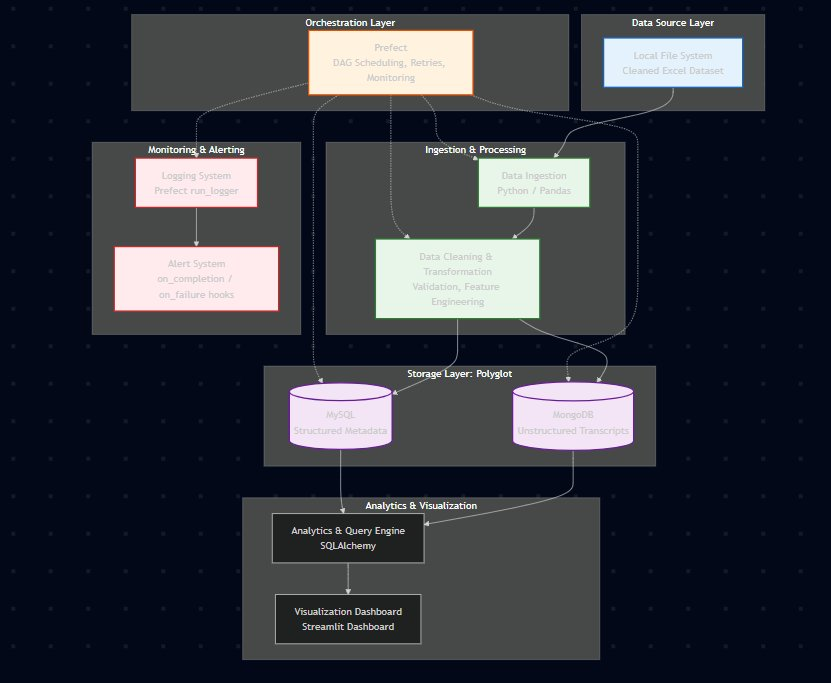 Orchestration Layer
Prefect
DAG Scheduling, Retries,
Monitoring
Data Source Layer
Local File System
Cleaned Excel Dataset
Monitoring & Alerting
Logging System
Prefect run_logger
Alert System
on_completion /
on_failure hooks
Ingestion & Processing
Data Ingestion
Python / Pandas
Data Cleaning &
Transformation
Validation, Feature
Engineering
Storage Layer: Polyglot
MySQL
Structured Metadata
MongoDB
Unstructured Transcripts
Analytics & Visualization
Analytics & Query Engine
SQLAlchemy
Visualization Dashboard
Streamlit Dashboard